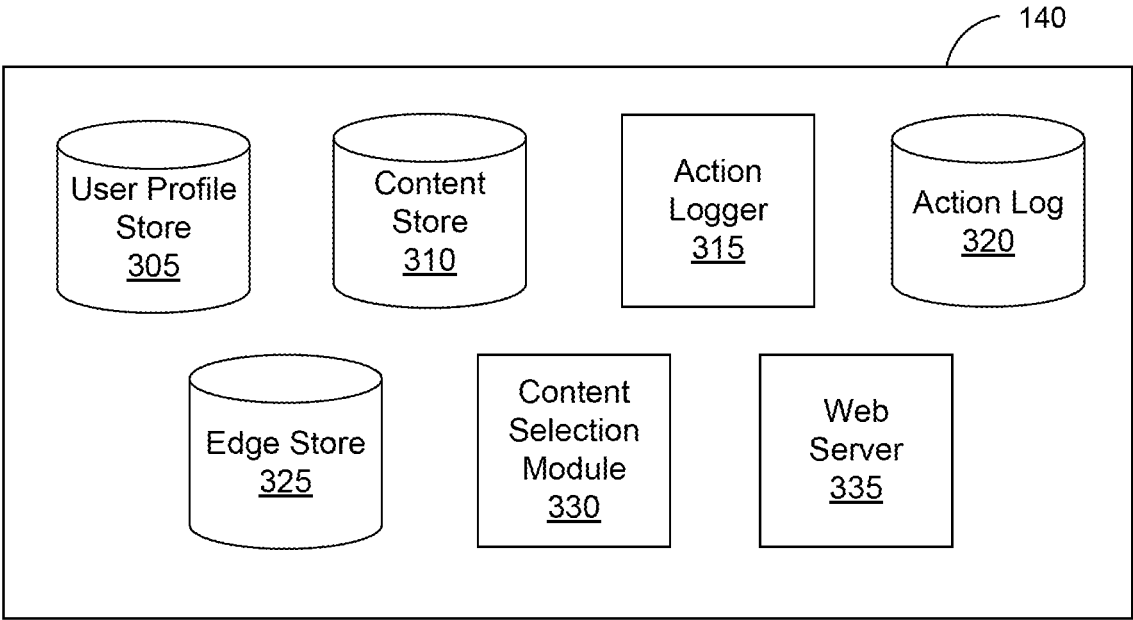 140
User Profile
Store
305
Content
Store
310
Action
Logger
315
Action Log
320
Edge Store
325
Content
Selection
Module
330
Web
Server
335